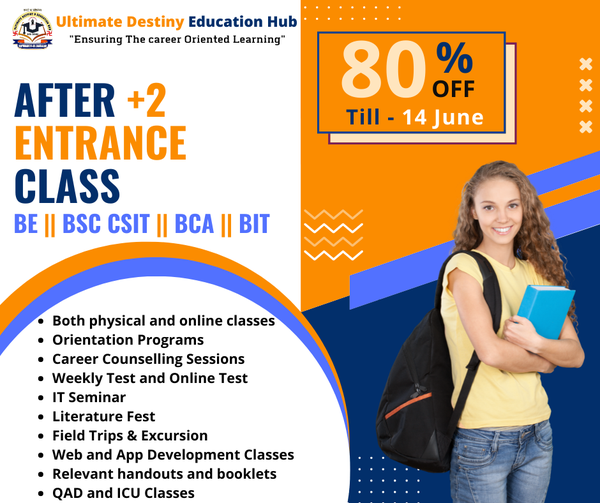 Ultimate Destiny Education Hub
"Ensuring The career Oriented Learning"
80% OFF
Till - 14 June
AFTER +2
ENTRANCE
CLASS
BE || BSC CSIT || BCA || BIT
Both physical and online classes
Orientation Programs
Career Counselling Sessions
Weekly Test and Online Test
IT Seminar
Literature Fest
Field Trips & Excursion
Web and App Development Classes
Relevant handouts and booklets
QAD and ICU Classes